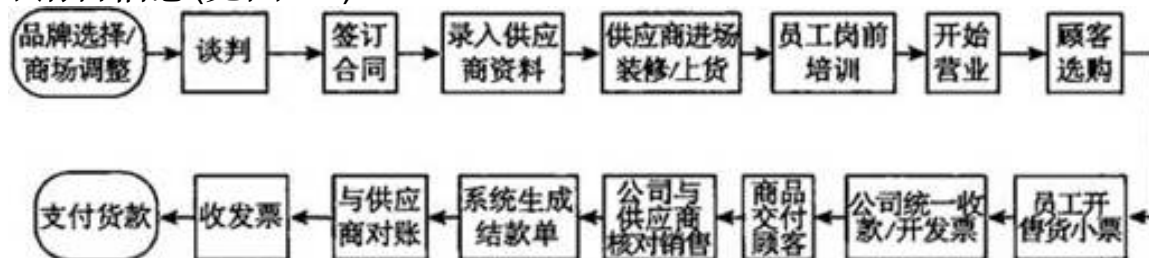 品牌选择/
商场调整
谈判
签订
合同
录入供应
商资料
供应商进场
装修/上货
员工岗前
培训
开始
营业
顾客
选购
员工开
售货小票
公司统一收
款/开发票
商品
交付
顾客
公司与
供应商
核对销售
系统生成
结款单
与供应
商对账
收发票
支付货款